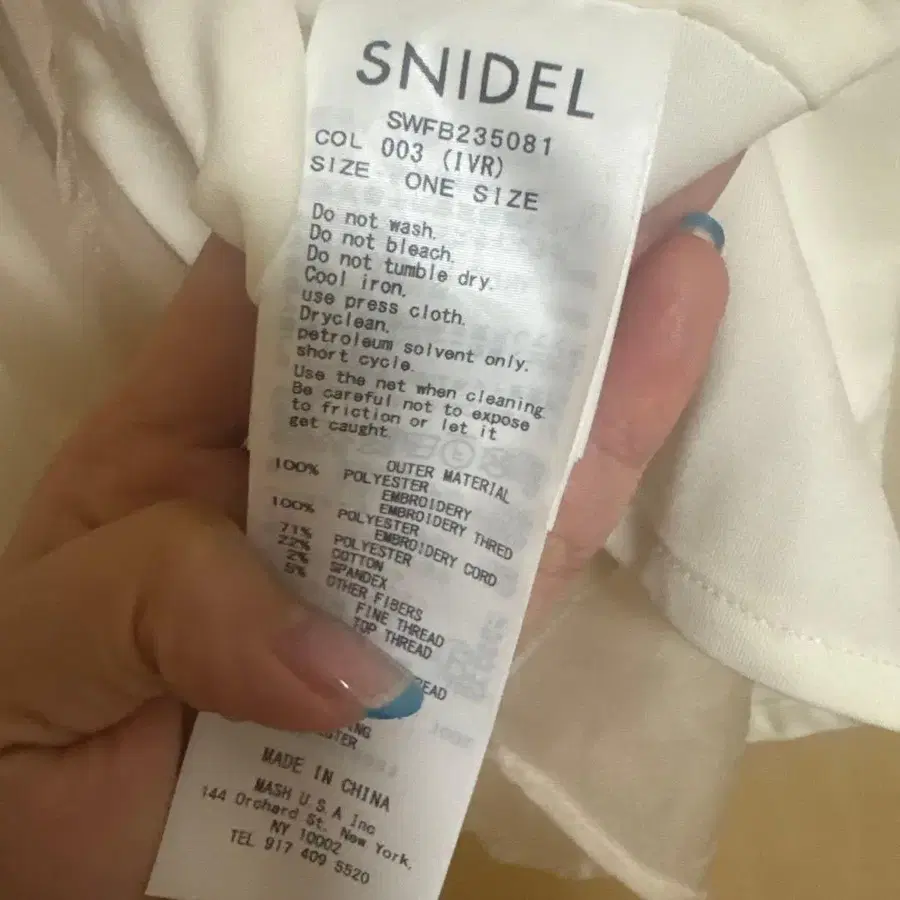 SNIDEL
SWFB235081
COL 003 (IVR)
SIZE ONE SIZE
Do not wash.
Do not bleach.
Do not tumble dry.
Cool iron.
use press cloth.
Dryclean.
petroleum solvent only.
short cycle.
Use the net when cleaning.
Be careful not to expose
to friction or let it
get caught.
OUTER MATERIAL
100% POLYESTER
EMBROIDERY
EMBROIDERY THRED
100% POLYESTER
EMBROIDERY CORD
71% POLYESTER
22% COTTON
2% SPANDEX
5% OTHER FIBERS
FINE THREAD
TOP THREAD
MADE IN CHINA
MASH U.S.A Inc
144 Orchard St. New York,
NY 10002
TEL 917 409 5520